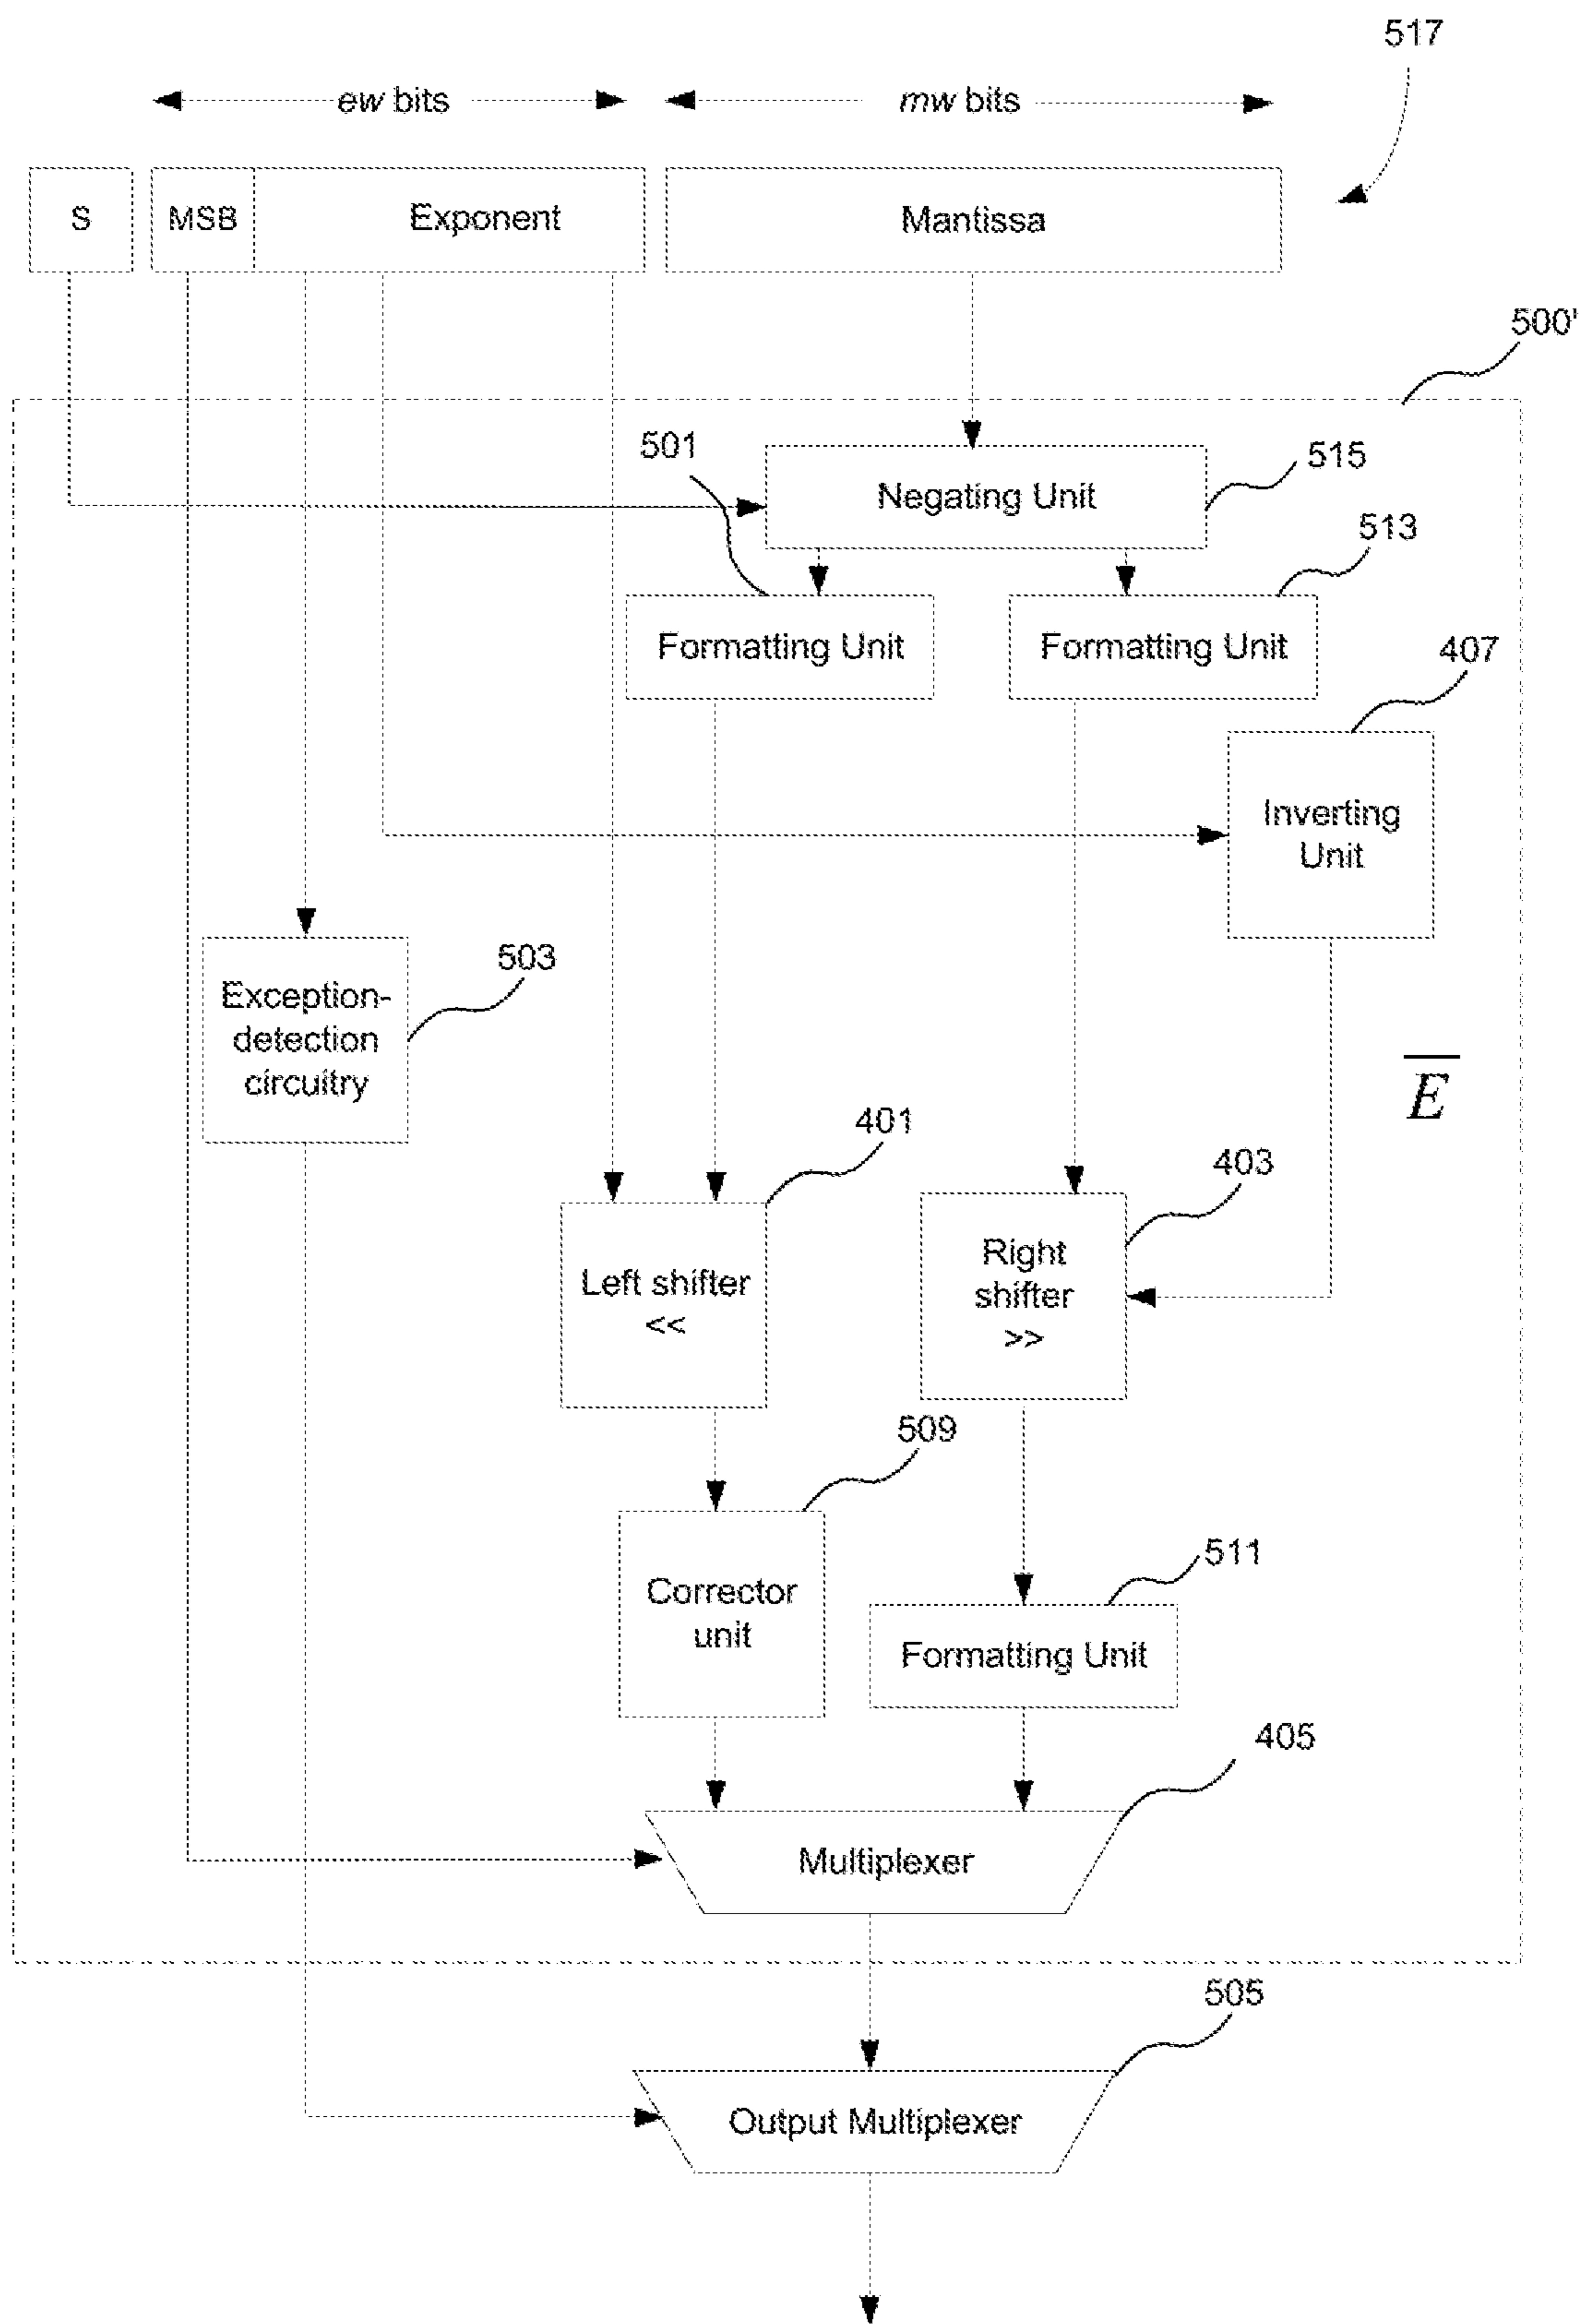 517
ew bits
mw bits
S
MSB
Exponent
Mantissa
500'
501
Negating Unit
515
513
Formatting Unit
Formatting Unit
407
Inverting
Unit
503
Exception-
detection
circuitry
E
401
403
Left shifter
<<
Right
shifter
>>
509
Corrector
unit
511
Formatting Unit
405
Multiplexer
505
Output Multiplexer